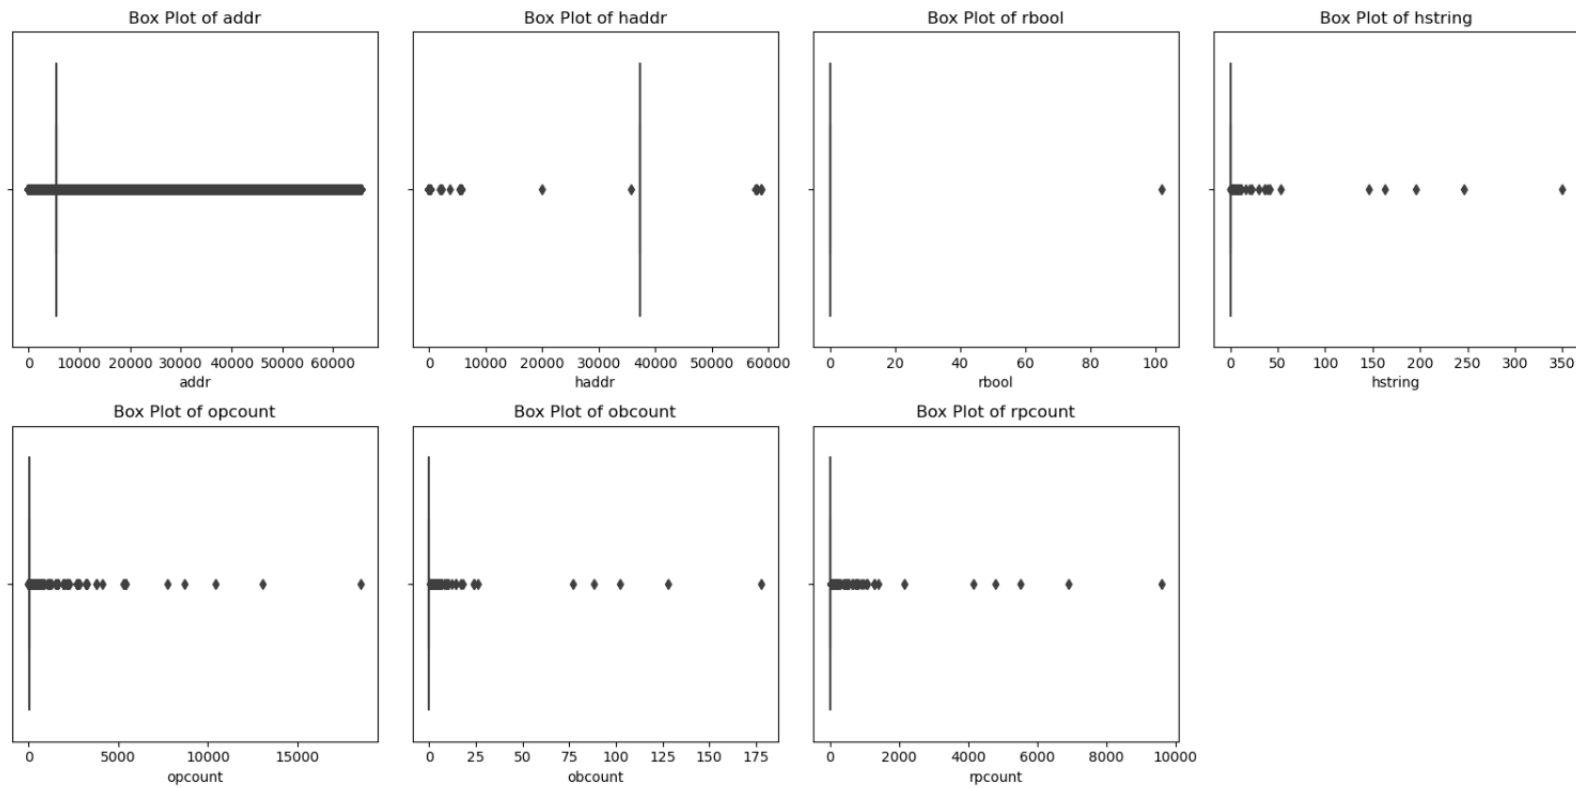 Box Plot of addr
0 10000 20000 30000 40000 50000 60000
addr
Box Plot of haddr
0 10000 20000 30000 40000 50000 60000
haddr
Box Plot of rbool
0 20 40 60 80 100
rbool
Box Plot of hstring
0 50 100 150 200 250 300 350
hstring
Box Plot of opcount
0 5000 10000 15000
opcount
Box Plot of obcount
0 25 50 75 100 125 150 175
obcount
Box Plot of rpcount
0 2000 4000 6000 8000 10000
rpcount